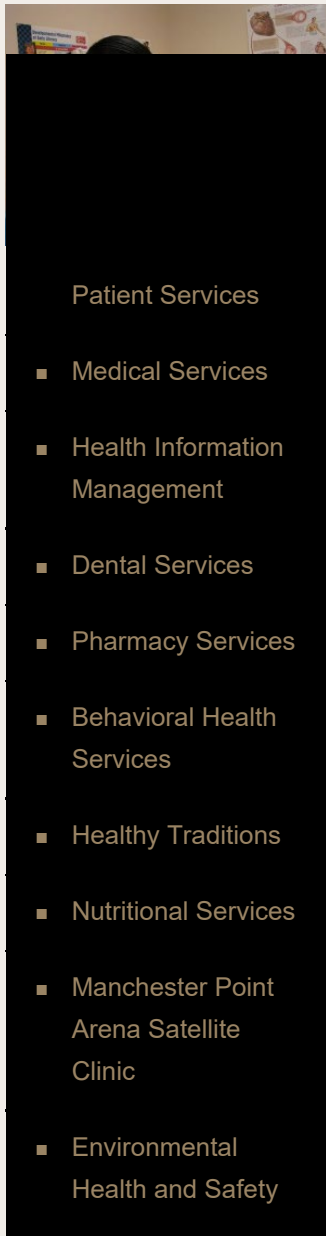 Patient Services
Medical Services
Health Information
Management
Dental Services
Pharmacy Services
Behavioral Health
Services
Healthy Traditions
Nutritional Services
Manchester Point
Arena Satellite
Clinic
Environmental
Health and Safety